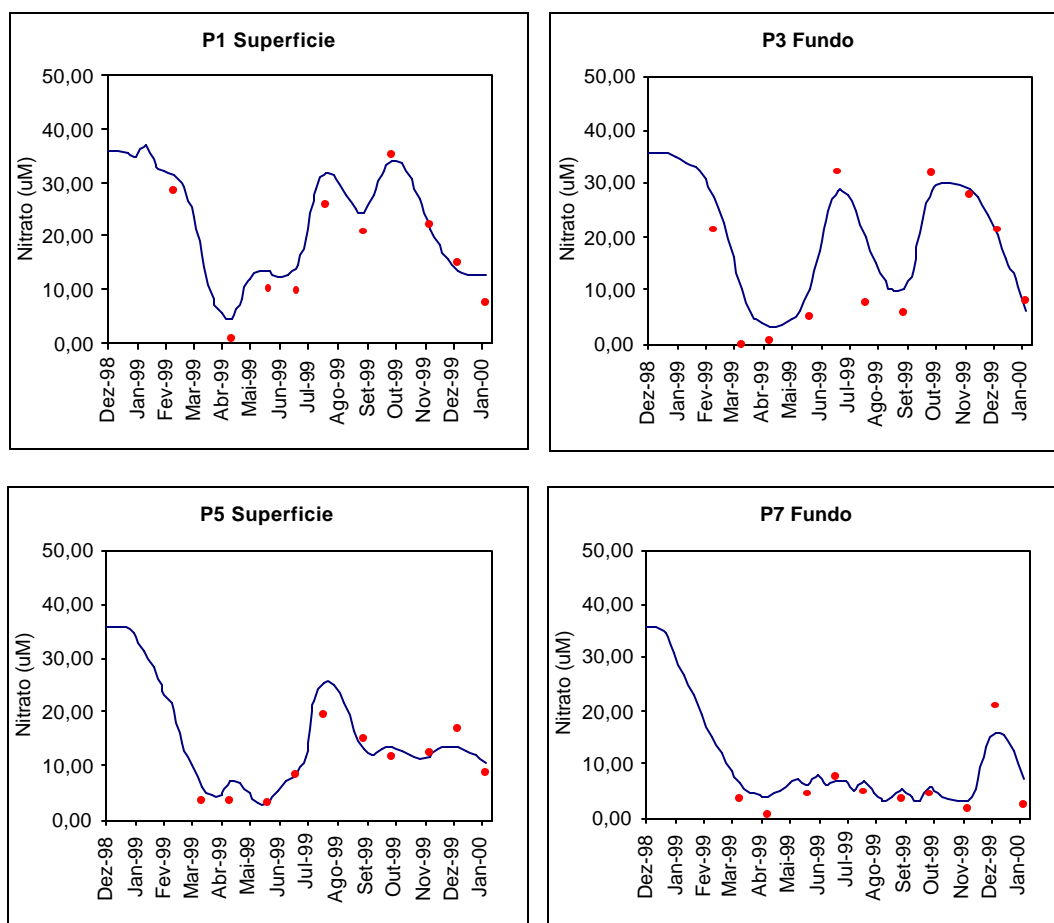 P1 Superficie
Nitrato (uM)
50,00
40,00
30,00
20,00
10,00
0,00
Dez-98
Jan-99
Fev-99
Mar-99
Abr-99
Mai-99
Jun-99
Jul-99
Ago-99
Set-99
Out-99
Nov-99
Dez-99
Jan-00
P3 Fundo
Nitrato (uM)
50,00
40,00
30,00
20,00
10,00
0,00
Dez-98
Jan-99
Fev-99
Mar-99
Abr-99
Mai-99
Jun-99
Jul-99
Ago-99
Set-99
Out-99
Nov-99
Dez-99
Jan-00
P5 Superficie
Nitrato (uM)
50,00
40,00
30,00
20,00
10,00
0,00
Dez-98
Jan-99
Fev-99
Mar-99
Abr-99
Mai-99
Jun-99
Jul-99
Ago-99
Set-99
Out-99
Nov-99
Dez-99
Jan-00
P7 Fundo
Nitrato (uM)
50,00
40,00
30,00
20,00
10,00
0,00
Dez-98
Jan-99
Fev-99
Mar-99
Abr-99
Mai-99
Jun-99
Jul-99
Ago-99
Set-99
Out-99
Nov-99
Dez-99
Jan-00